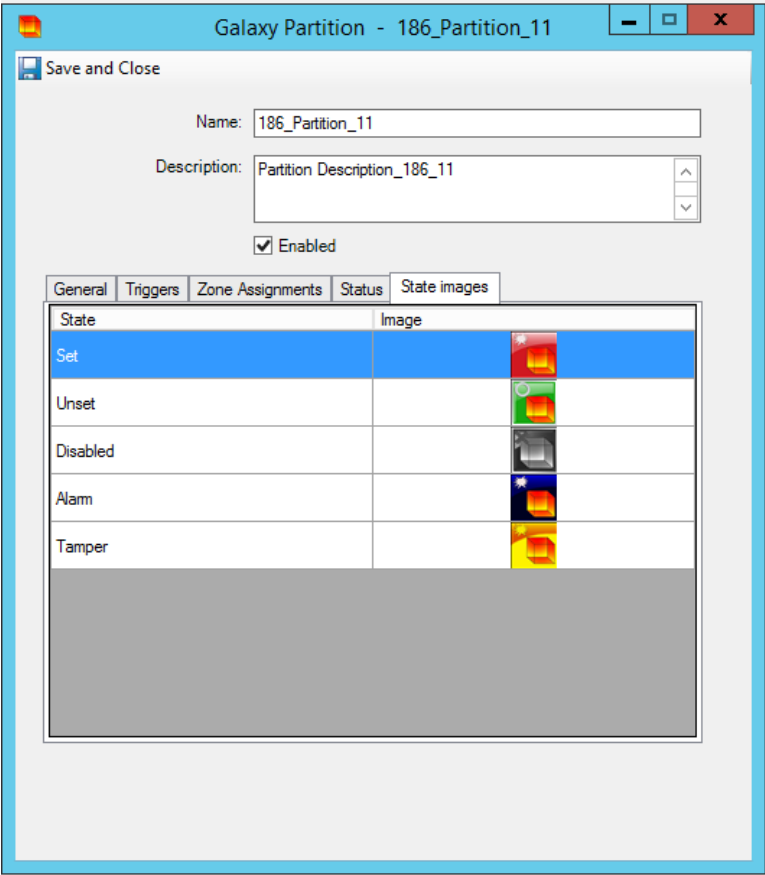 Galaxy Partition - 186_Partition_11
Save and Close
Name: 186_Partition_11
Description: Partition Description_186_11
Enabled
General Triggers Zone Assignments Status State images
State Image
Set
Unset
Disabled
Alarm
Tamper